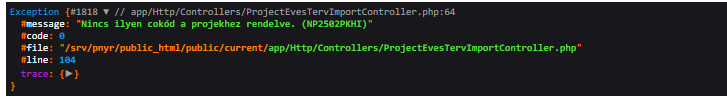 Exception {#1818 ▼ // app/Http/Controllers/ProjectEvesTervImportController.php:64
#message: "Nincs ilyen cokód a projekhez rendelve. (NP2502PKHI)"
#code: 0
#file: "/srv/pnyr/public_html/public/current/app/Http/Controllers/ProjectEvesTervImportController.php"
#line: 104
trace: {▶}
}